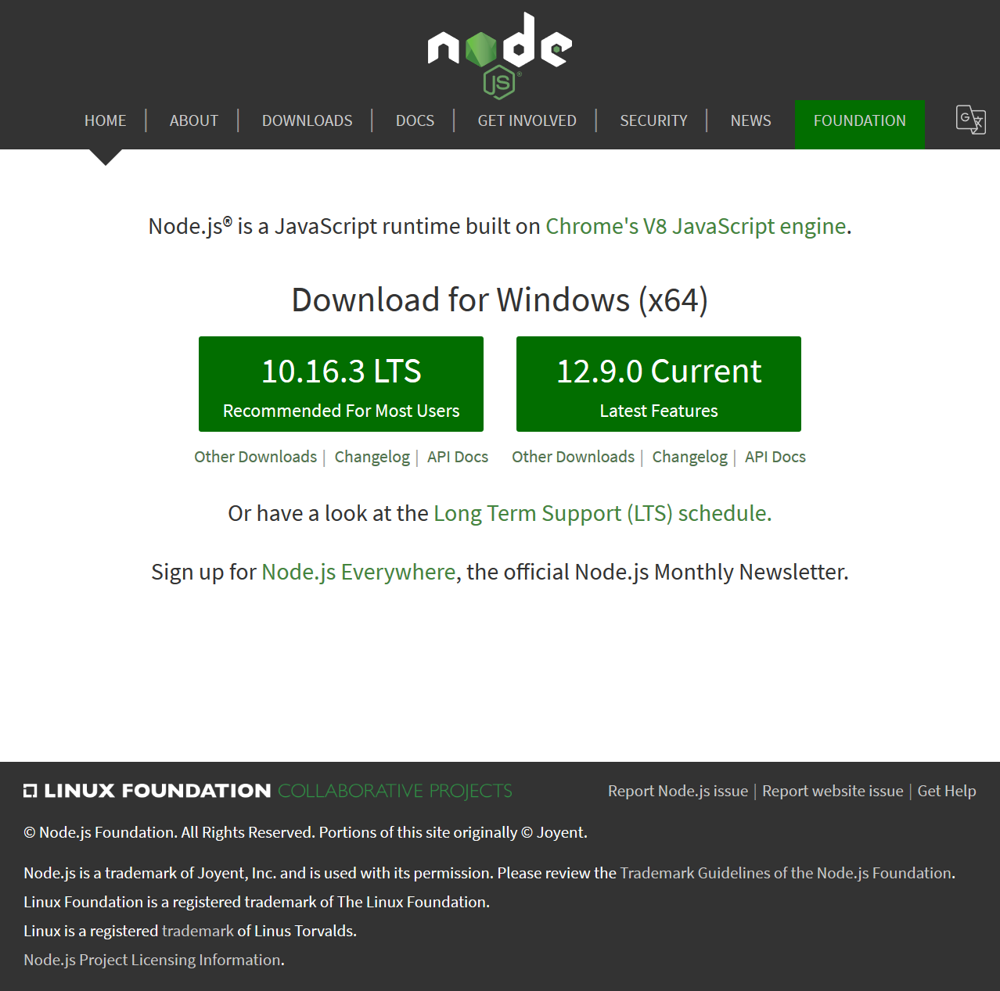 node
JS®
HOME | ABOUT | DOWNLOADS | DOCS | GET INVOLVED | SECURITY | NEWS FOUNDATION
G
Node.js® is a JavaScript runtime built on Chrome's V8 JavaScript engine.
Download for Windows (x64)
10.16.3 LTS
Recommended For Most Users
12.9.0 Current
Latest Features
Other Downloads | Changelog | API Docs
Other Downloads | Changelog | API Docs
Or have a look at the Long Term Support (LTS) schedule.
Sign up for Node.js Everywhere, the official Node.js Monthly Newsletter.
LINUX FOUNDATION COLLABORATIVE PROJECTS
Report Node.js issue | Report website issue | Get Help
© Node.js Foundation. All Rights Reserved. Portions of this site originally © Joyent.
Node.js is a trademark of Joyent, Inc. and is used with its permission. Please review the Trademark Guidelines of the Node.js Foundation.
Linux Foundation is a registered trademark of The Linux Foundation.
Linux is a registered trademark of Linus Torvalds.
Node.js Project Licensing Information.